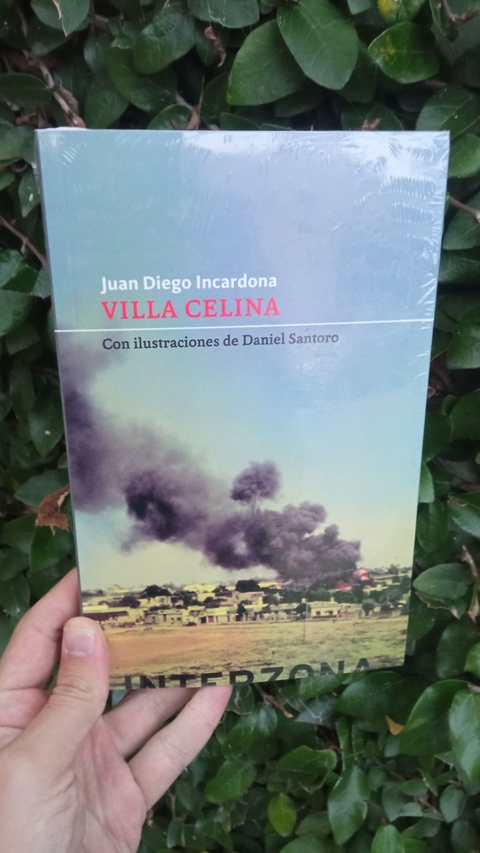 Juan Diego Incardona
VILLA CELINA
Con ilustraciones de Daniel Santoro
INTERZONA